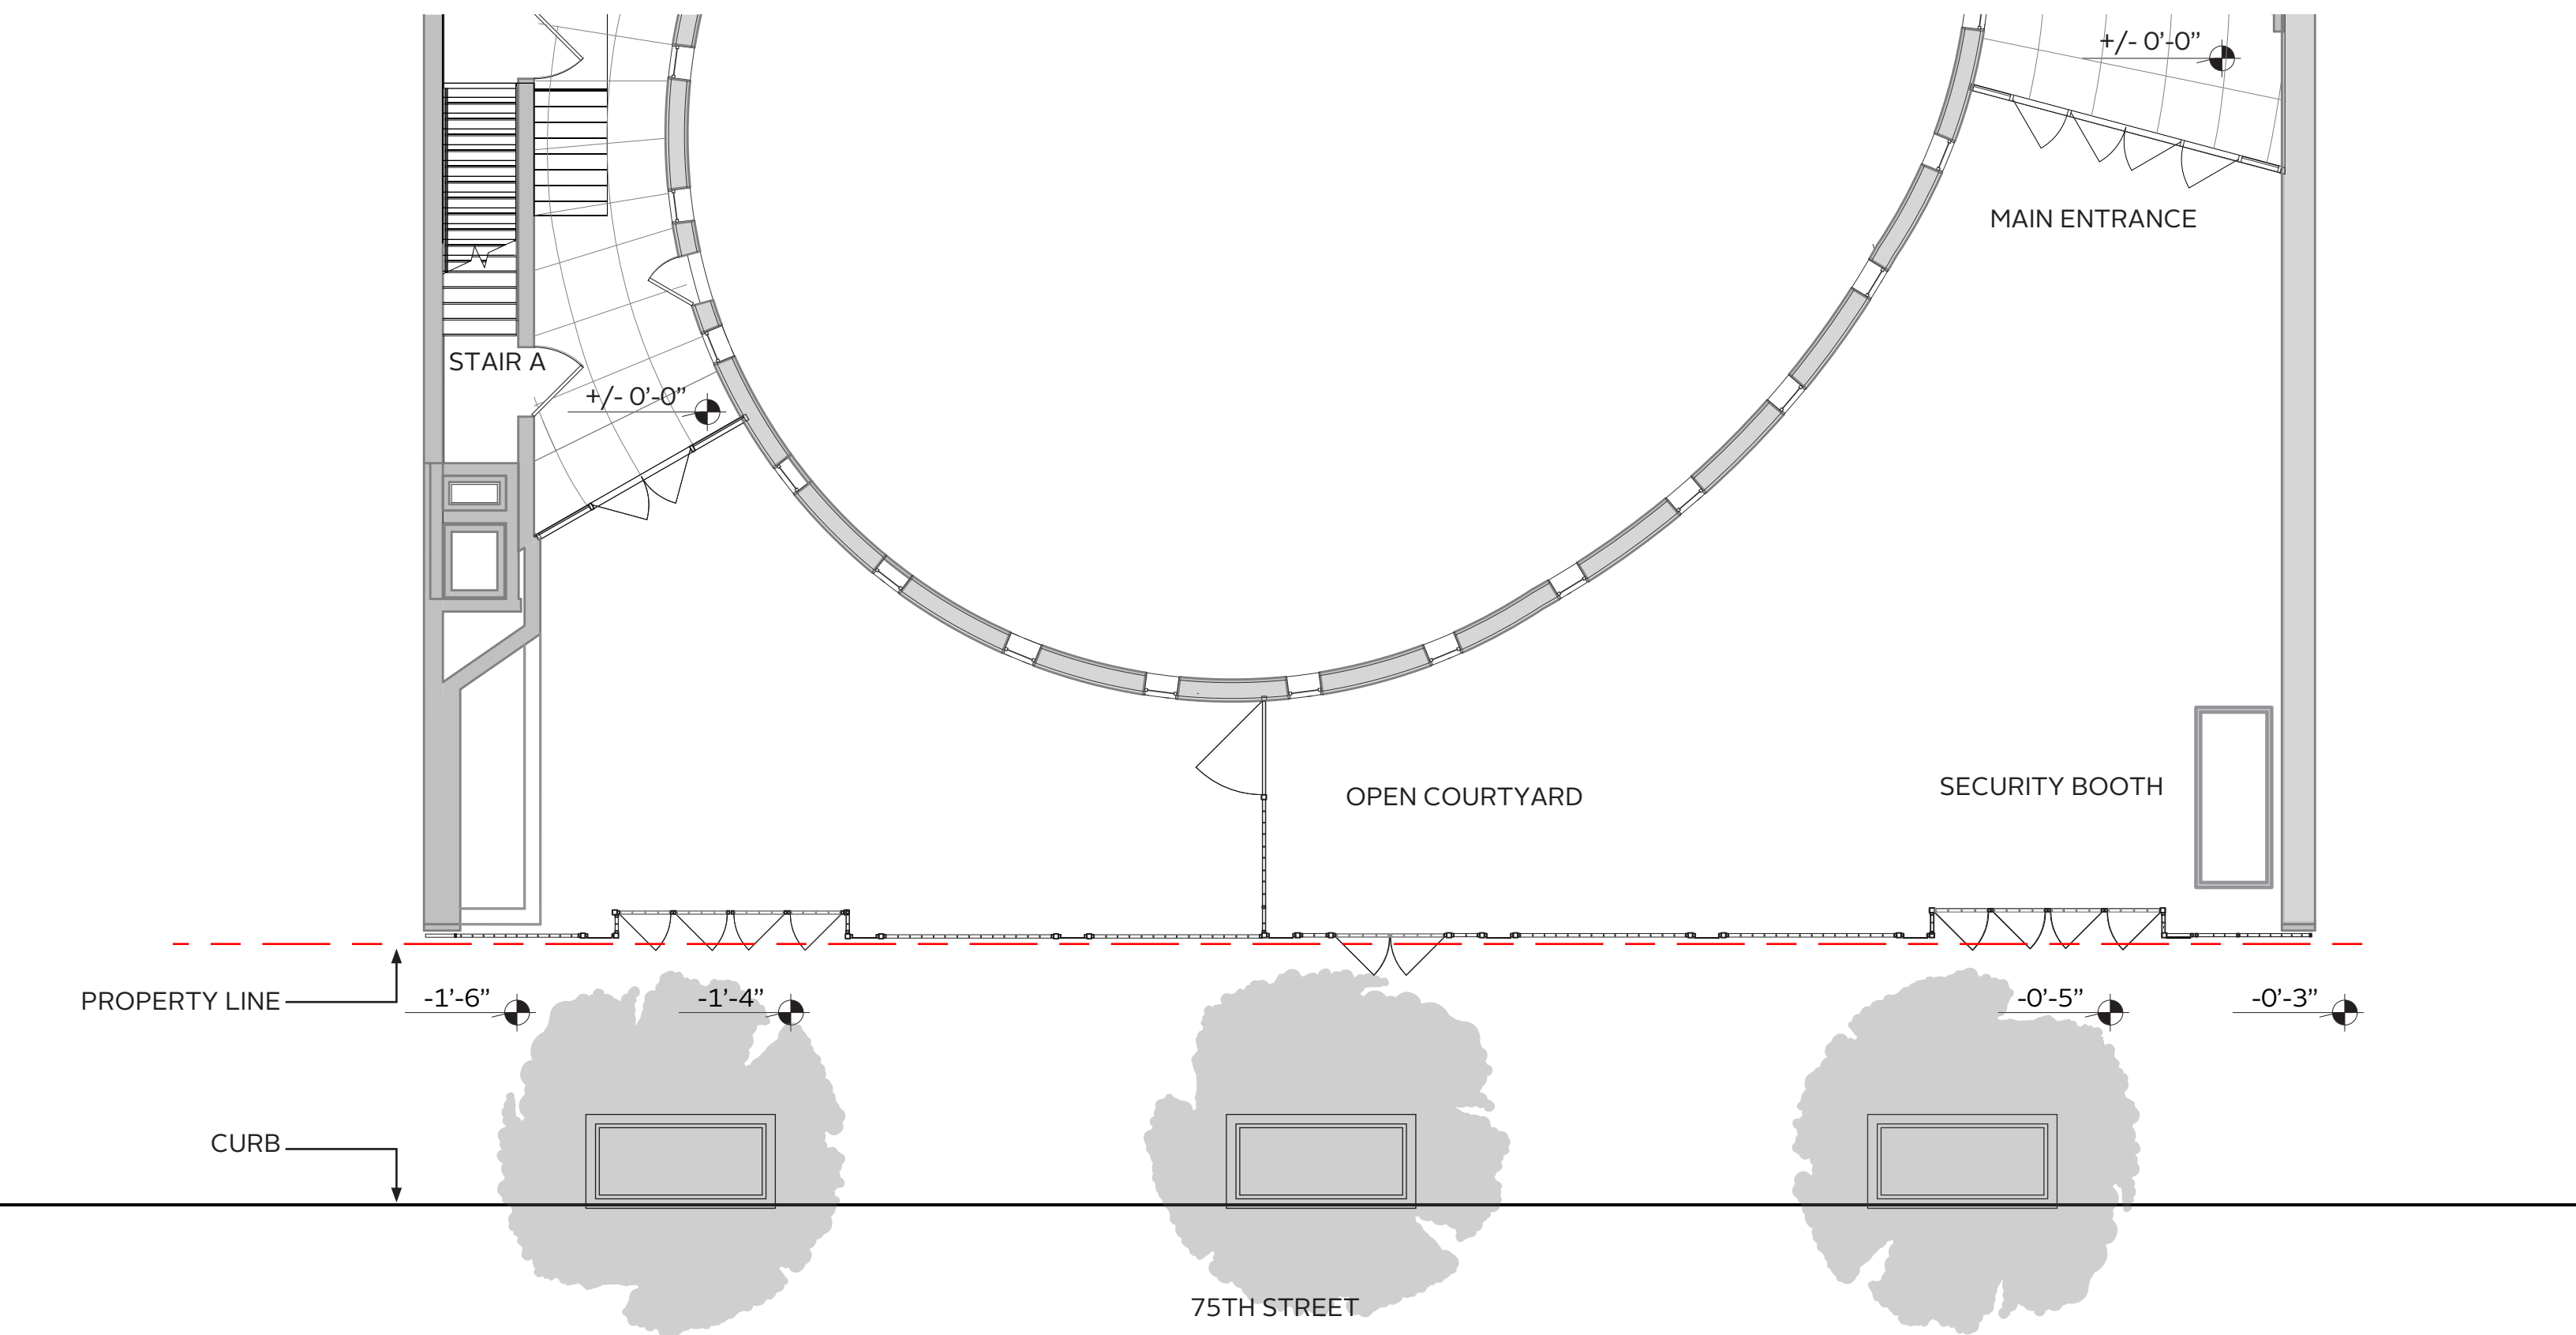 +/- 0’-0”
MAIN ENTRANCE
STAIR A
+/- 0’-0”
SECURITY BOOTH
OPEN COURTYARD
PROPERTY LINE
-1’-6”
-1’-4”
-0’-5”
-0’-3”
CURB
75TH STREET